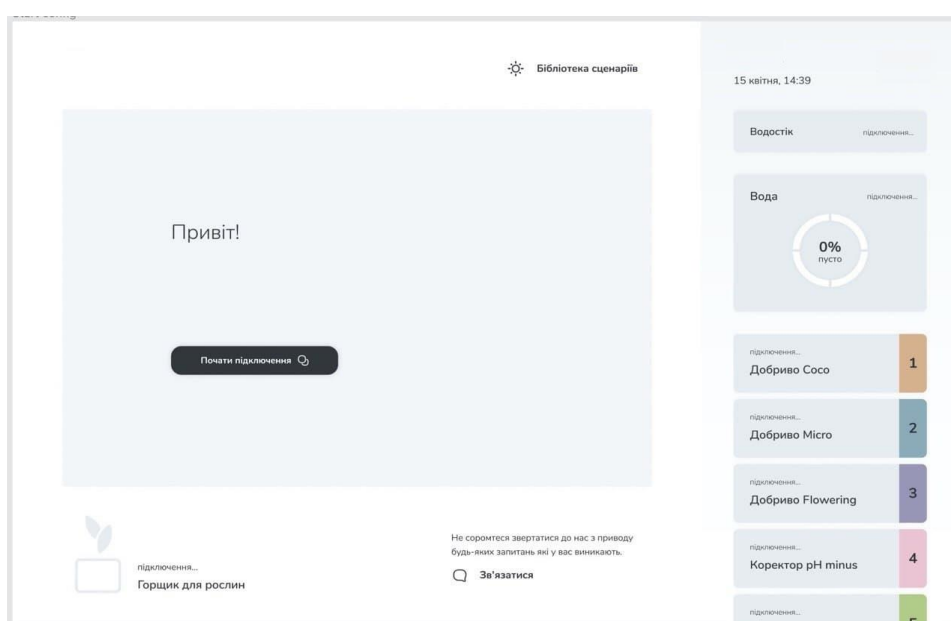 Бібліотека сценаріїв
15 квітня, 14:39
Водостік
підключення...
Вода
підключення...
0%
пусто
Привіт!
Почати підключення
підключення...
Добриво Coco
1
підключення...
Добриво Micro
2
підключення...
Добриво Flowering
3
підключення...
Коректор pH minus
4
підключення...
Не соромтеся звертатися до нас з приводу
будь-яких запитань які у вас виникають.
Зв'язатися
підключення...
Горщик для рослин